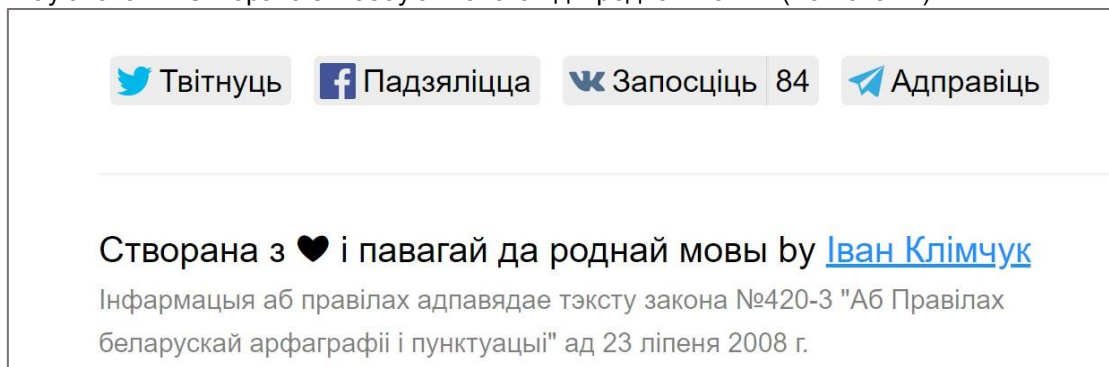 Твітнуць Падзяліцца Запосціць 84 Адправіць
Створана з ♥ і павагай да роднай мовы by Іван Клімчук
Інфармацыя аб правілах адпавядае тэксту закона №420-З "Аб Правілах
беларускай арфаграфіі і пунктуацыі" ад 23 ліпеня 2008 г.